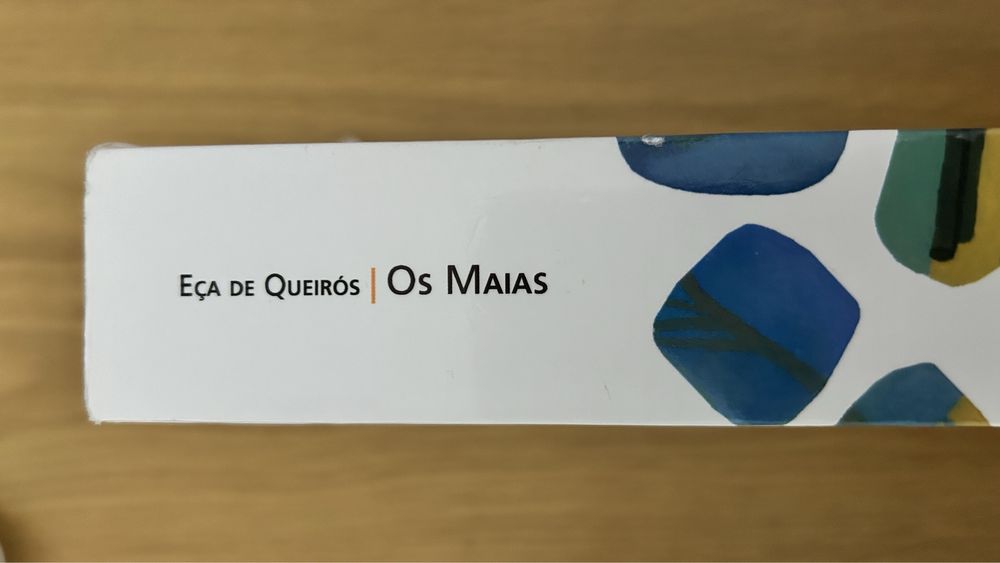 Eça de Queirós | Os Maias